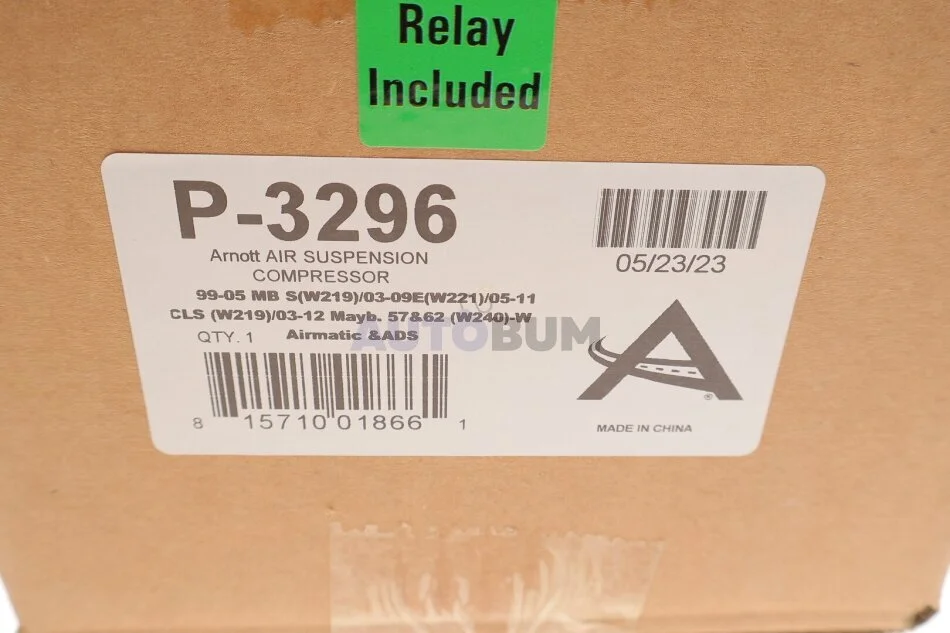 Relay
Included
P-3296
Arnott AIR SUSPENSION
COMPRESSOR
99-05 MB S(W219)/03-09E(W221)/05-11
CLS (W219)/03-12 Mayb. 57&62 (W240)-W
QTY. 1 Airmatic &ADS
8 15710 01866 1
05/23/23
AUTOBUM
®
MADE IN CHINA